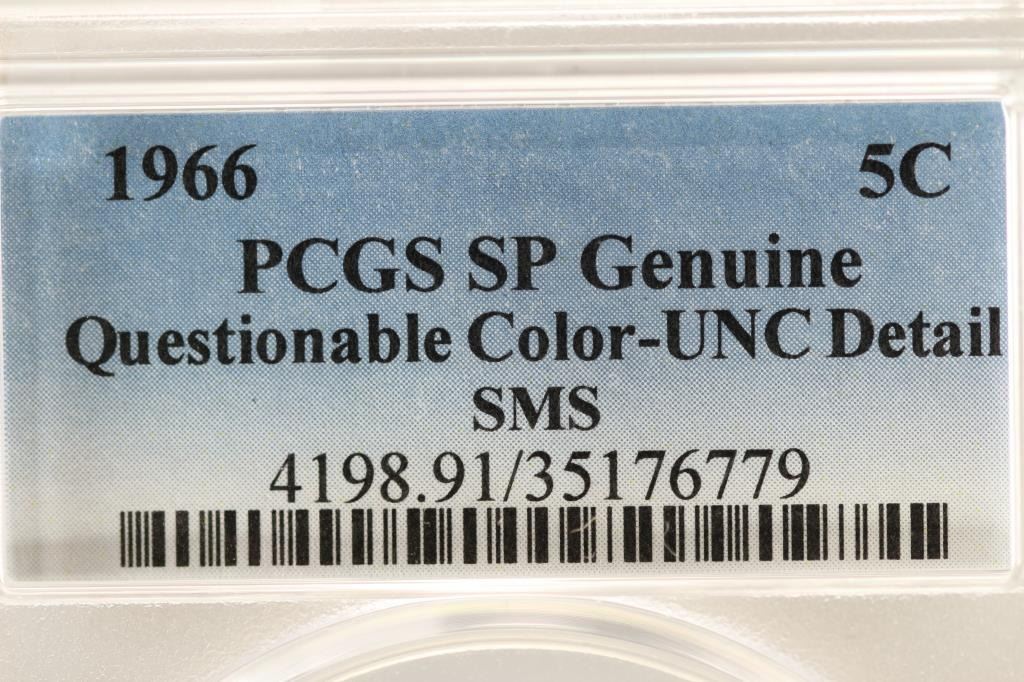 1966 5C
PCGS SP Genuine
Questionable Color-UNC Detail
SMS
4198.91/35176779